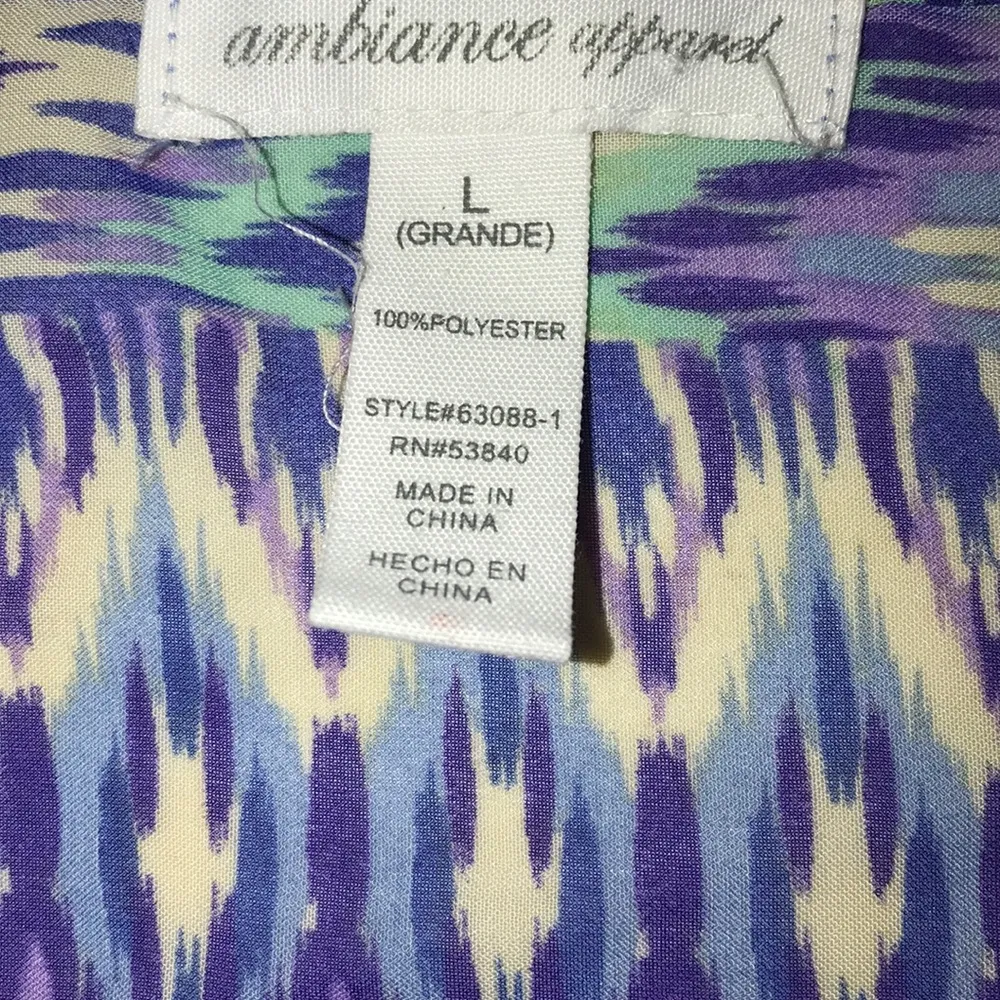 ambiance apparel
L
(GRANDE)
100%POLYESTER
STYLE#63088-1
RN#53840
MADE IN
CHINA
HECHO EN
CHINA